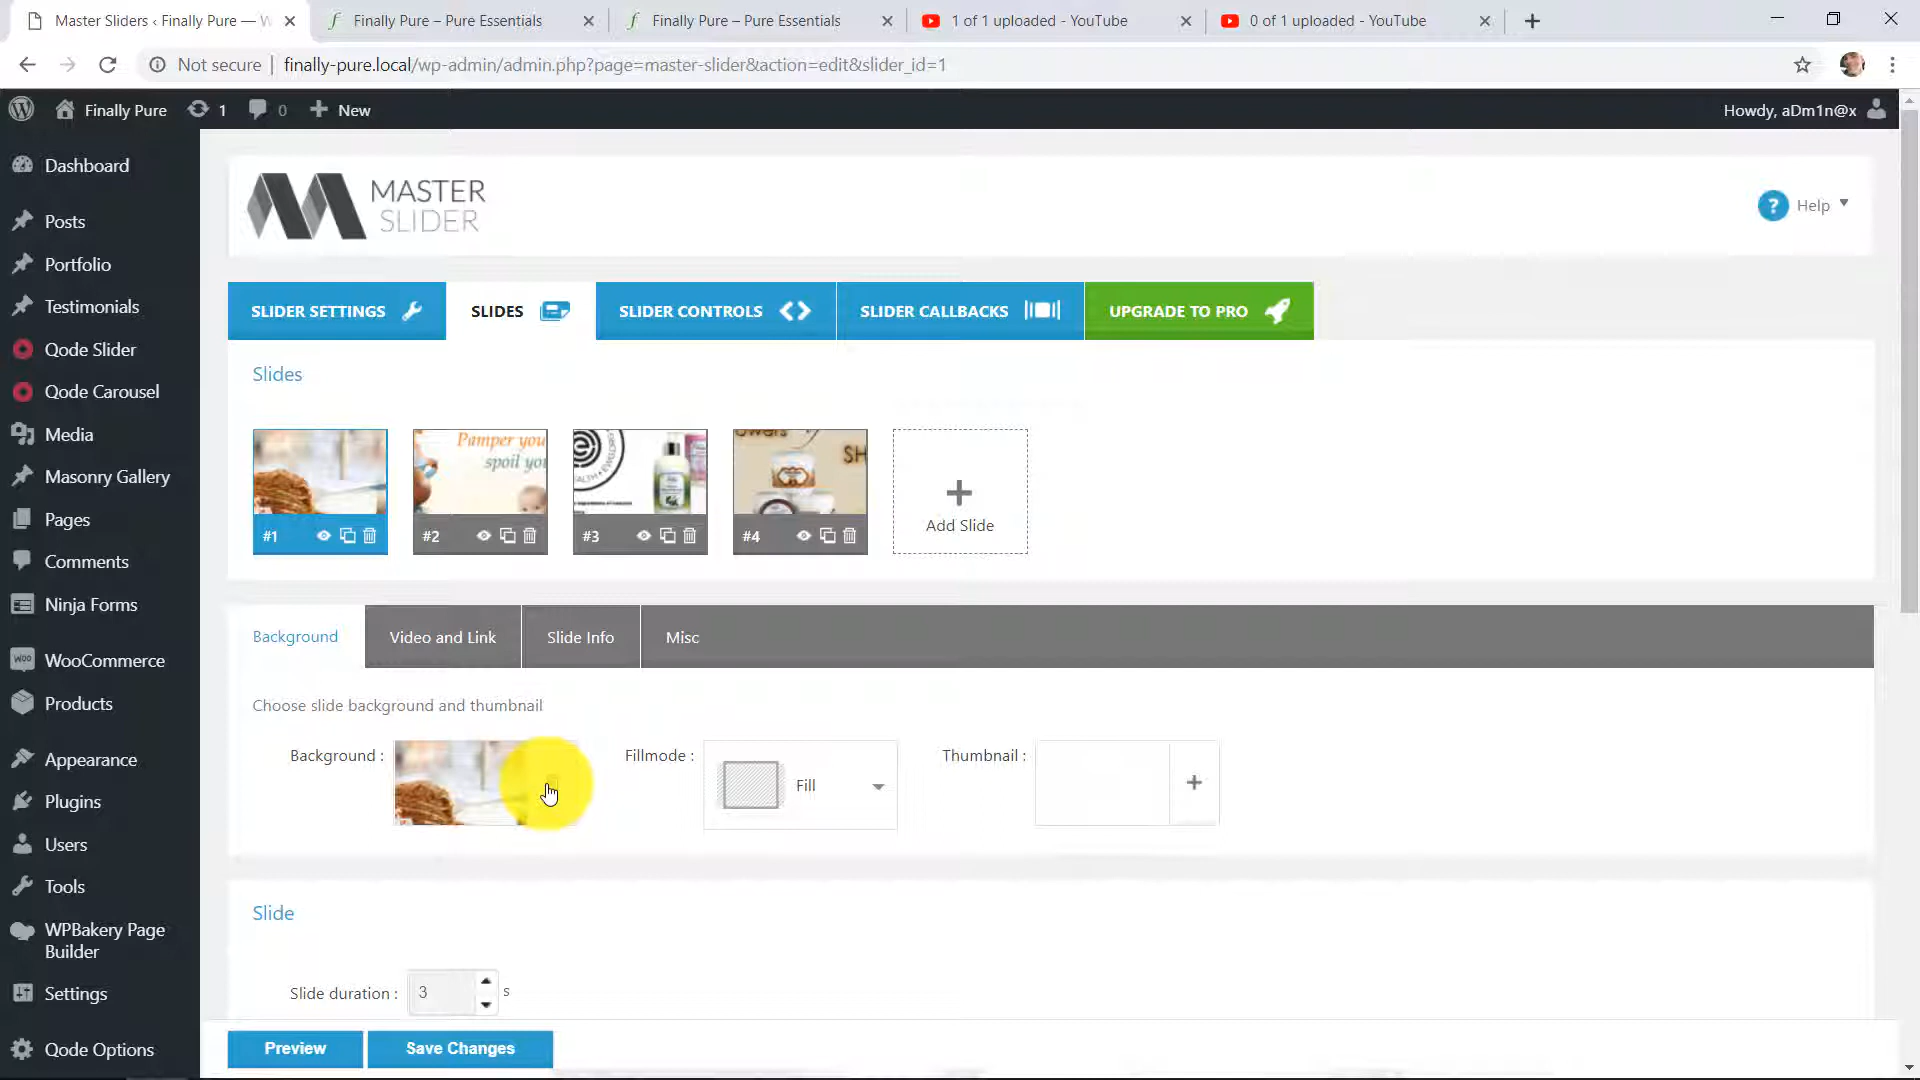 Master Sliders ‹ Finally Pure — W
Finally Pure – Pure Essentials
Finally Pure – Pure Essentials
1 of 1 uploaded - YouTube
0 of 1 uploaded - YouTube
Not secure
finally-pure.local/wp-admin/admin.php?page=master-slider&action=edit&slider_id=1
Finally Pure
1
0
New
Howdy, aDm1n@x
Dashboard
Posts
Portfolio
Testimonials
Qode Slider
Qode Carousel
Media
Masonry Gallery
Pages
Comments
Ninja Forms
WooCommerce
Products
Appearance
Plugins
Users
Tools
WPBakery Page
Builder
Settings
Qode Options
MASTER
SLIDER
? Help
SLIDER SETTINGS
SLIDES
SLIDER CONTROLS
SLIDER CALLBACKS
UPGRADE TO PRO
Slides
Pamper you
spoil you
SH
#1
#2
#3
#4
Add Slide
Background
Video and Link
Slide Info
Misc
Choose slide background and thumbnail
Background :
Fillmode :
Fill
Thumbnail :
Slide
Slide duration :
3
s
Preview
Save Changes